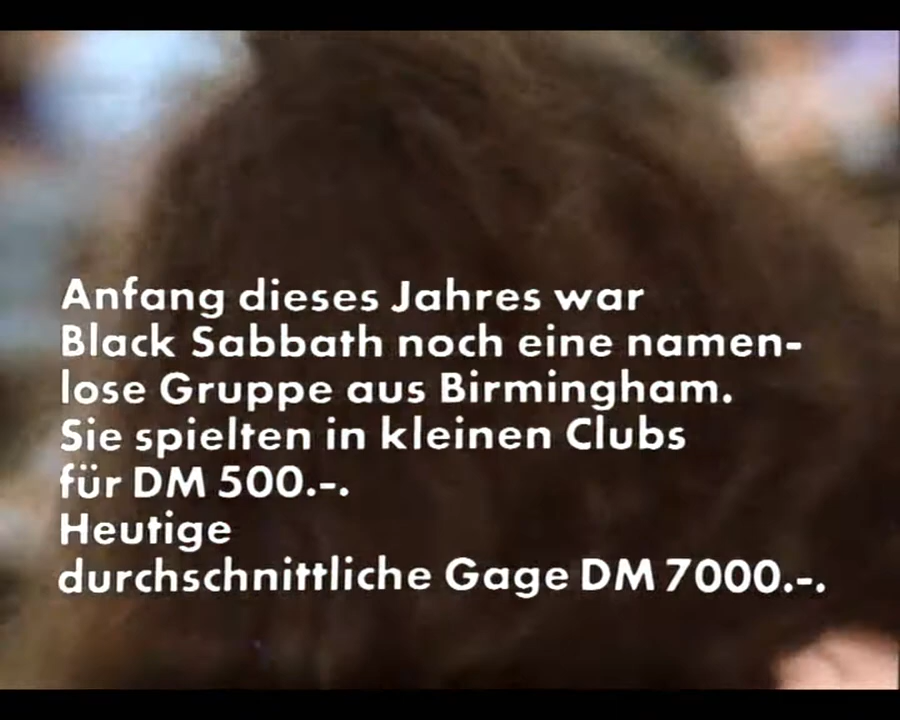 Anfang dieses Jahres war
Black Sabbath noch eine namen-
lose Gruppe aus Birmingham.
Sie spielten in kleinen Clubs
für DM 500.-.
Heutige
durchschnittliche Gage DM 7000.-.